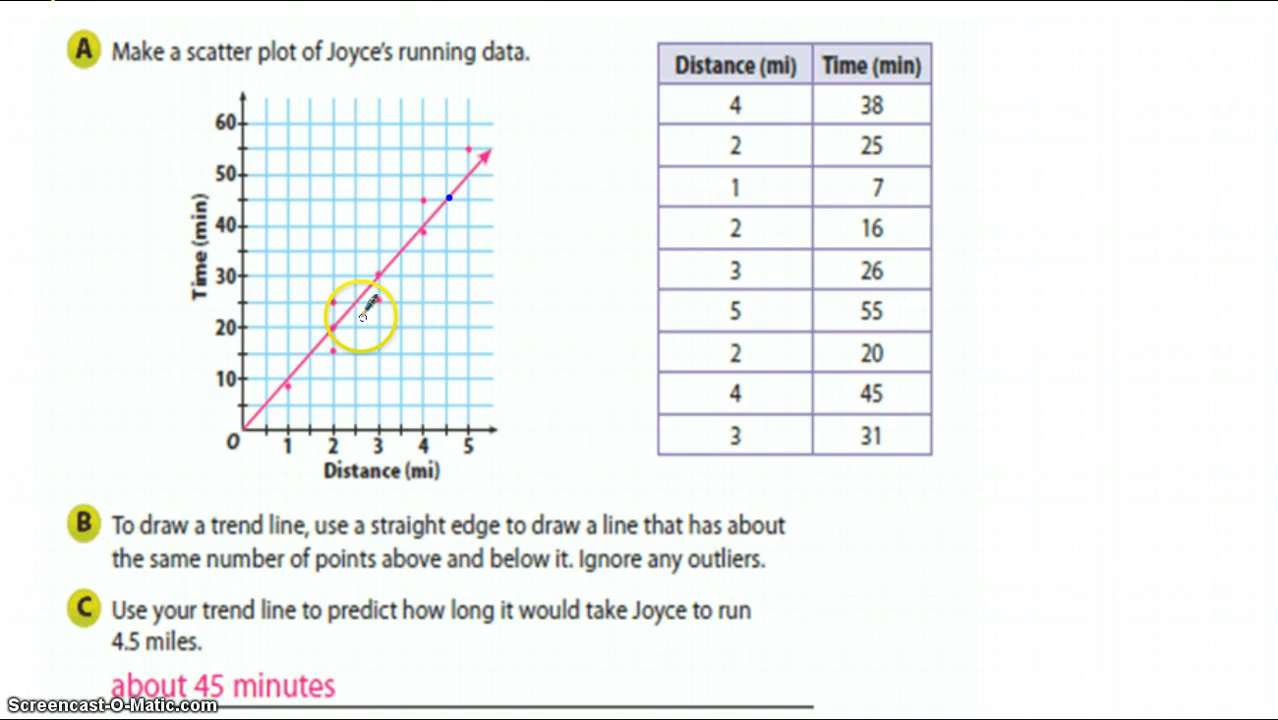 A Make a scatter plot of Joyce's running data.
Time (min)
60
50
40
30
20
10
O 1 2 3 4 5
Distance (mi)
Distance (mi) Time (min)
4 38
2 25
1 7
2 16
3 26
5 55
2 20
4 45
3 31
B To draw a trend line, use a straight edge to draw a line that has about
the same number of points above and below it. Ignore any outliers.
C Use your trend line to predict how long it would take Joyce to run
4.5 miles.
about 45 minutes
Screencast-O-Matic.com